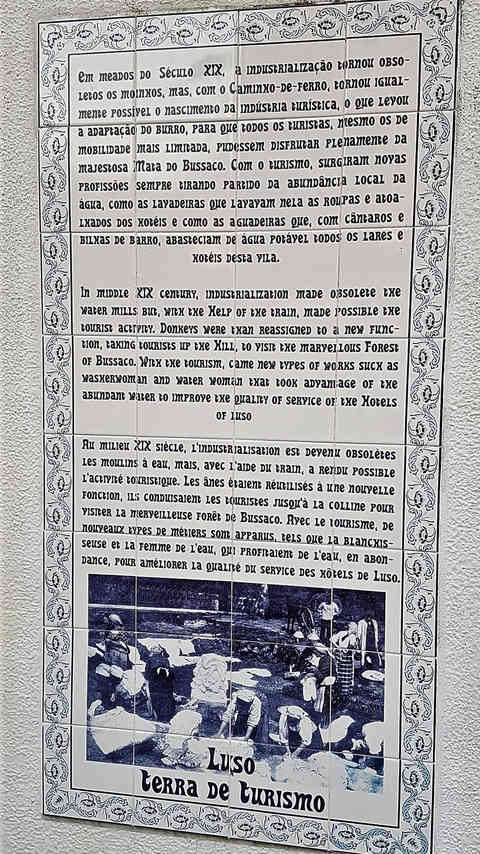 Em meados do Século XIX, a industrialização tornou obso-
letos os moinhos, mas, com o Caminho-de-Ferro, tornou igual-
mente possível o nascimento da indústria turística, o que levou
a adaptação do burro, para que todos os turistas, mesmo os de
mobilidade mais limitada, pudessem disfrutar plenamente da
majestosa Mata do Bussaco. Com o turismo, surgiram novas
profissões sempre tirando partido da abundância local da
água, como as lavadeiras que lavavam nela as roupas e atoa-
lhados dos hotéis e como as aguadeiras que, com cântaros e
bilhas de barro, abasteciam de água potável todos os lares e
hotéis desta vila.
In middle XIX century, industrialization made obsolete the
water mills but, with the Help of the train, made possible the
tourist activity. Donkeys were than reassigned to a new func-
tion, taking tourists up the Hill, to visit the marvellous Forest
of Bussaco. With the tourism, came new types of works such as
washerwoman and water woman that took advantage of the
abundant water to improve the quality of service of the Hotels
of Luso
Au milieu XIX siècle, l'industrialisation est devenu obsolètes
les moulins à eau, mais, avec l'aide du train, a rendu possible
l'activité touristique. Les ânes étaient réutilisés à une nouvelle
fonction, ils conduisaient les touristes jusqu'à la colline pour
visiter la merveilleuse forêt de Bussaco. Avec le tourisme, de
nouveaux types de métiers sont apparus, tels que la blanchis-
seuse et la femme de l'eau, qui profitaient de l'eau, en abon-
dance, pour améliorer la qualité du service des hôtels de Luso.
Luso
terra de turismo